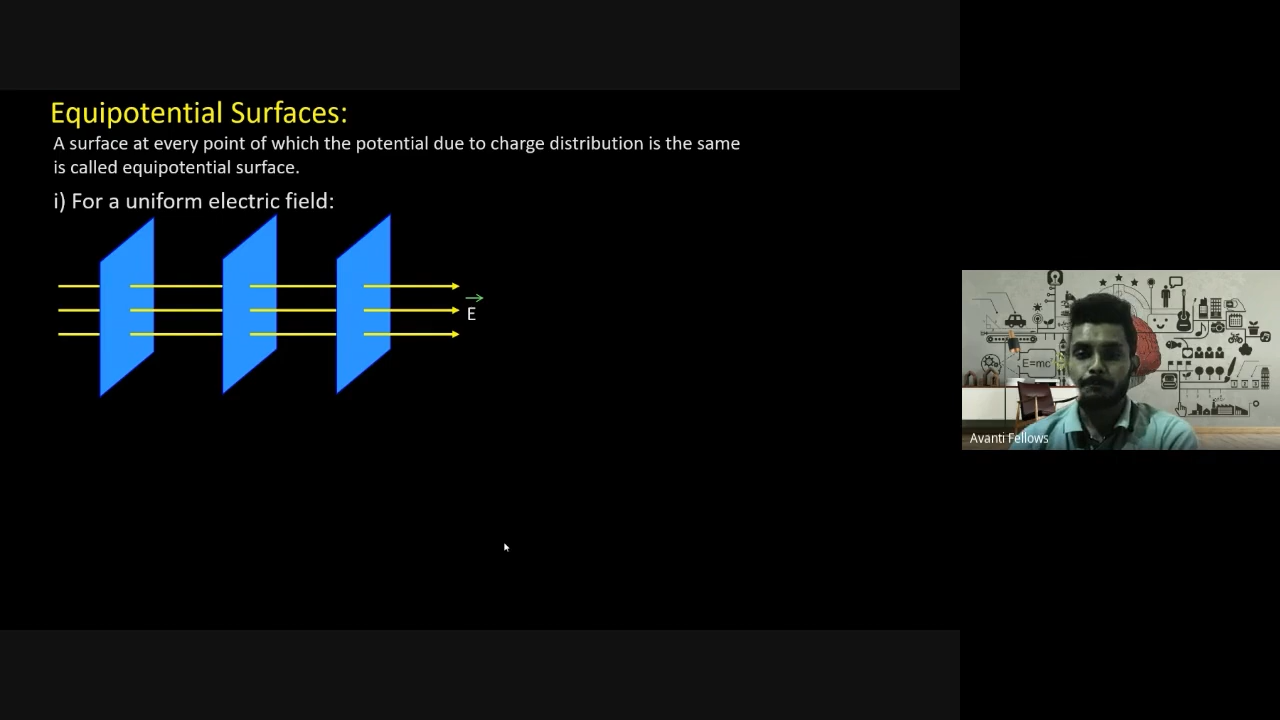 Equipotential Surfaces:
A surface at every point of which the potential due to charge distribution is the same
is called equipotential surface.
i) For a uniform electric field:
E
E=mc²
Avanti Fellows